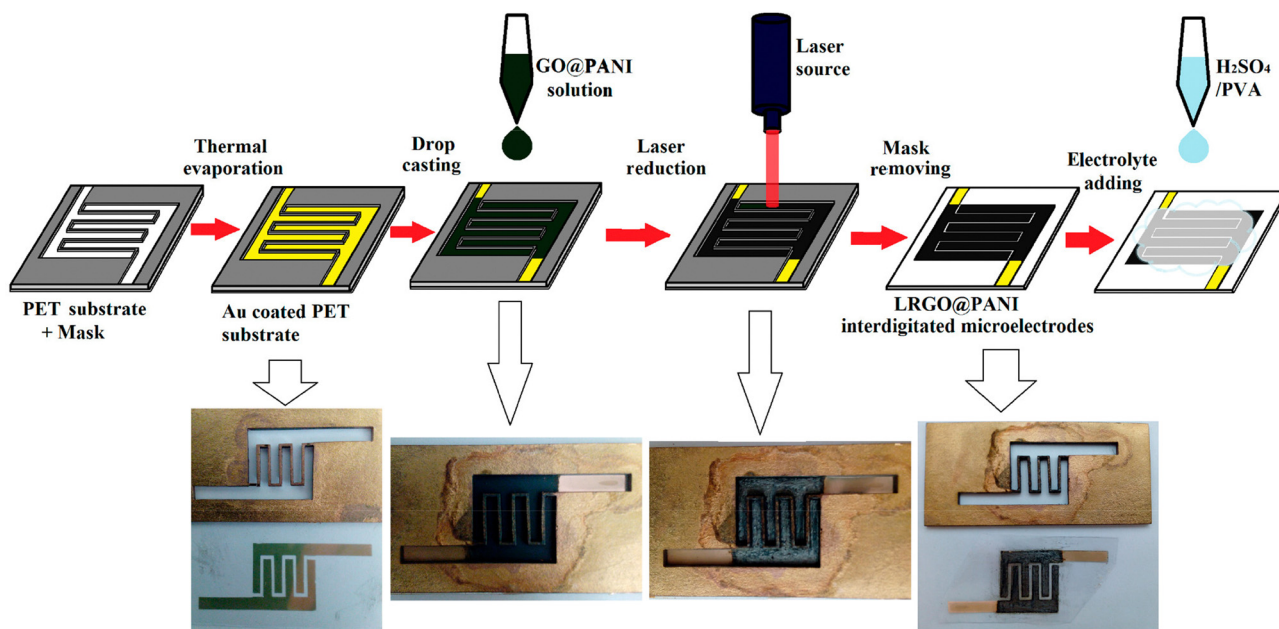 GO@PANI
solution
Laser
source
H₂SO₄
/PVA
Thermal
evaporation
Drop
casting
Laser reduction
Mask
removing
Electrolyte
adding
PET substrate
+ Mask
Au coated PET
substrate
LRGO@PANI
interdigitated microelectrodes